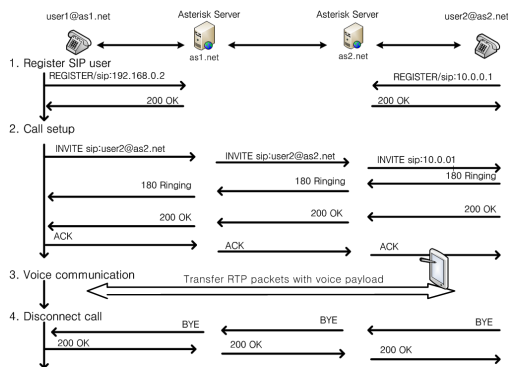 user1@as1.net
Asterisk Server
Asterisk Server
user2@as2.net
as1.net
as2.net
1. Register SIP user
REGISTER/sip:192.168.0.2
REGISTER/sip:10.0.0.1
200 OK
200 OK
2. Call setup
INVITE sip:user2@as2.net
INVITE sip:user2@as2.net
INVITE sip:10.0.01
180 Ringing
180 Ringing
180 Ringing
200 OK
200 OK
200 OK
ACK
ACK
ACK
3. Voice communication
Transfer RTP packets with voice payload
4. Disconnect call
BYE
BYE
BYE
200 OK
200 OK
200 OK